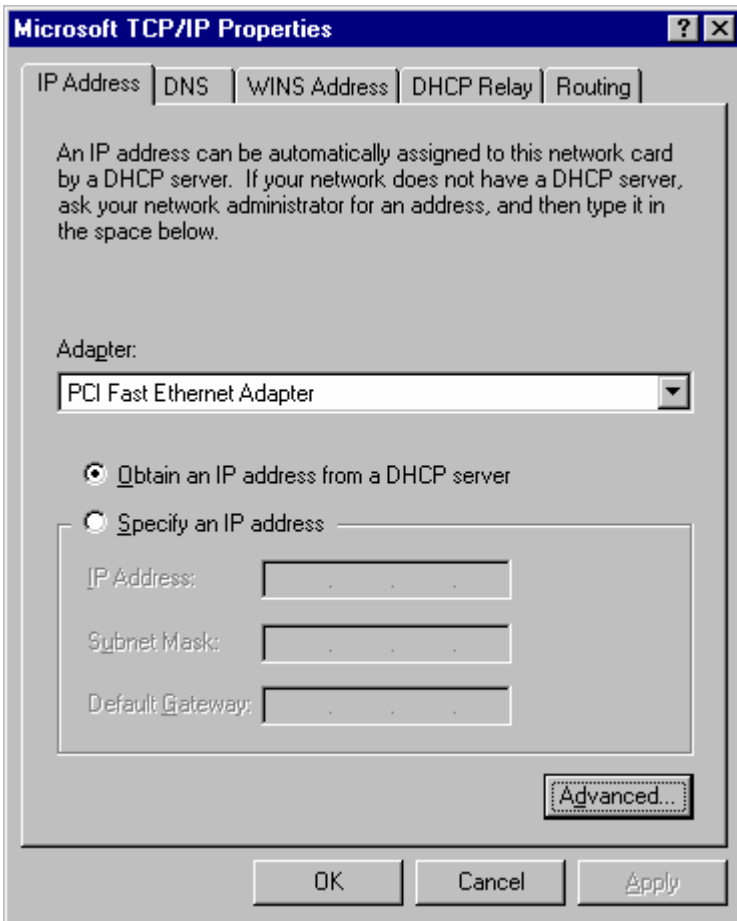 Microsoft TCP/IP Properties
IP Address DNS WINS Address DHCP Relay Routing
An IP address can be automatically assigned to this network card
by a DHCP server. If your network does not have a DHCP server,
ask your network administrator for an address, and then type it in
the space below.
Adapter:
PCI Fast Ethernet Adapter
Obtain an IP address from a DHCP server
Specify an IP address
IP Address:
Subnet Mask:
Default Gateway:
Advanced...
OK Cancel Apply